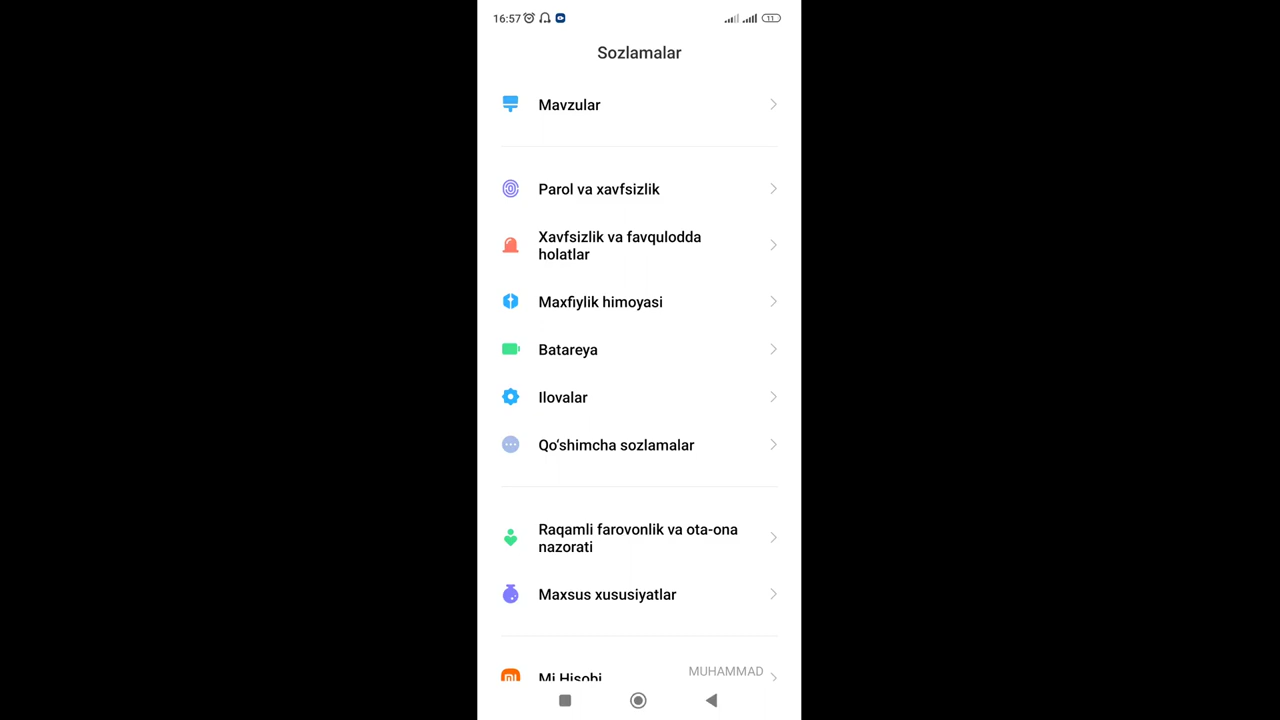 16:57
11
Sozlamalar
Mavzular
Parol va xavfsizlik
Xavfsizlik va favqulodda
holatlar
Maxfiylik himoyasi
Batareya
Ilovalar
Qo‘shimcha sozlamalar
Raqamli farovonlik va ota-ona
nazorati
Maxsus xususiyatlar
Mi Hisobi
MUHAMMAD